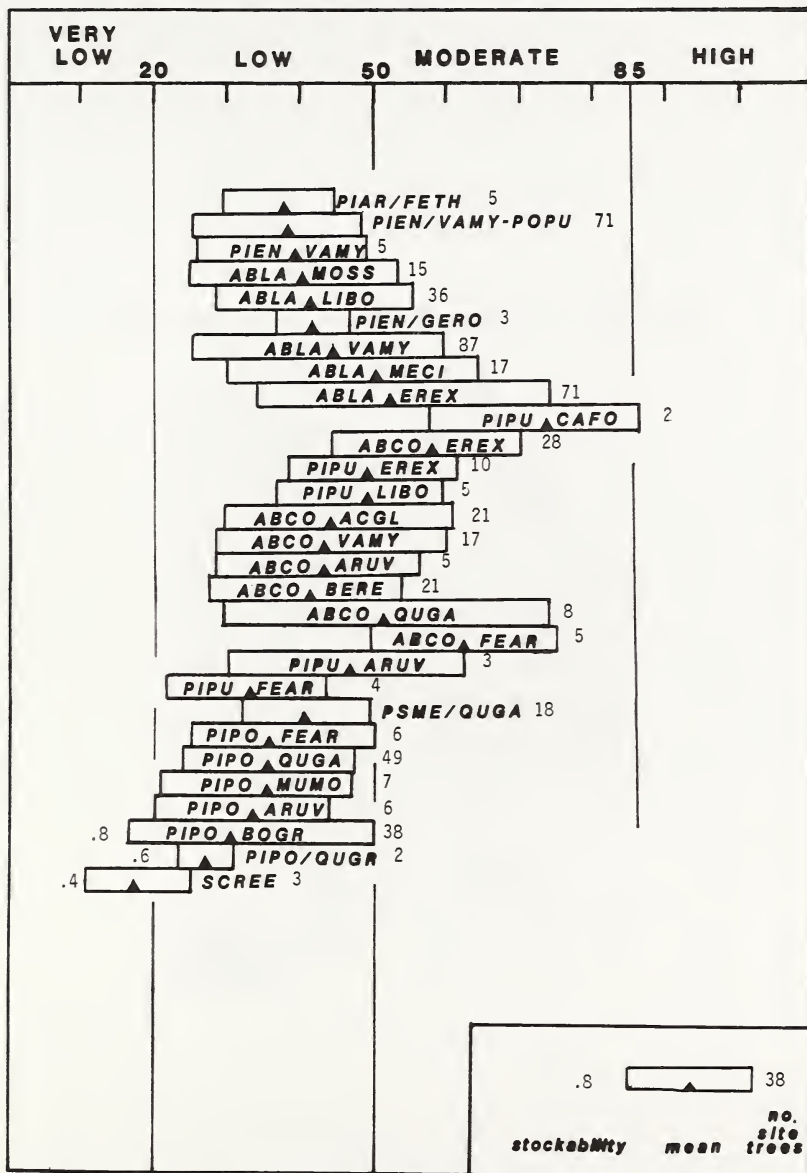 VERY
LOW LOW MODERATE HIGH
20 50 85
PIAR/FETH 5
PIEN/VAMY-POPU 71
PIEN VAMY 5
ABLA MOSS 15
ABLA LIBO 36
PIEN/GERO 3
ABLA VAMY 87
ABLA MECI 17
ABLA EREX 71
PIPU CAFO 2
ABCO EREX 28
PIPU EREX 10
PIPU LIBO 5
ABCO ACGL 21
ABCO VAMY 17
ABCO ARUV 5
ABCO BERE 21
ABCO QUGA 8
ABCO FEAR 5
PIPU ARUV 3
PIPU FEAR 4
PSME/QUGA 18
PIPO FEAR 6
PIPO QUGA 49
PIPO MUMO 7
PIPO ARUV 6
.8 PIPO BOGR 38
.6 PIPO/QUGR 2
.4 SCREE 3
.8 38
stockability mean no.
site
trees